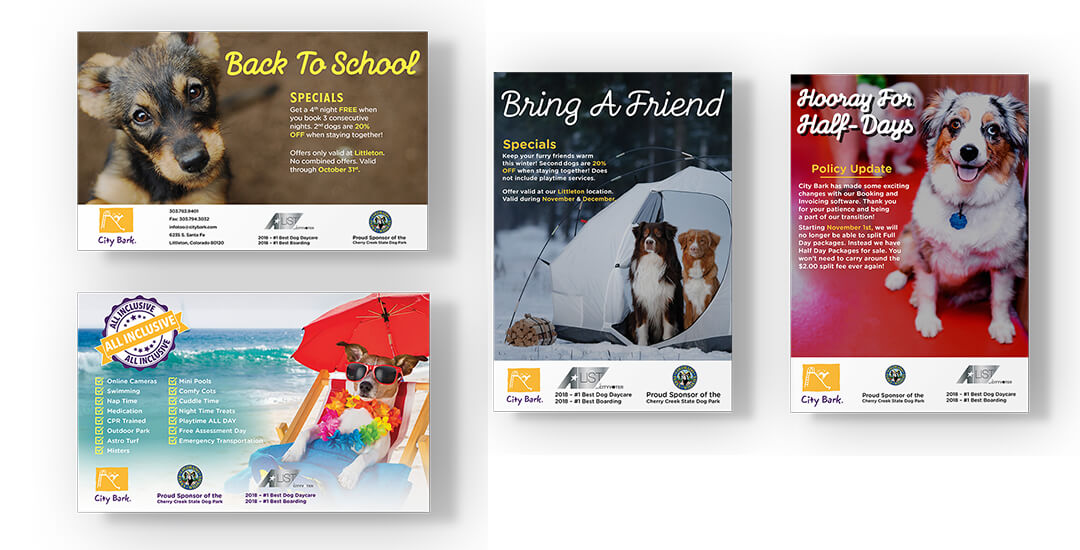 Back To School
SPECIALS
Get a 4th night FREE when
you book 3 consecutive
nights. 2nd dogs are 20%
OFF when staying together!
Offers only valid at Littleton.
No combined offers. Valid
through October 31st.
City Bark.
303.783.9401
Fax: 303.794.3032
6235 S. Santa Fe
Littleton, Colorado 80120
A-LIST
2018 - #1 Best Dog Daycare
2018 - #1 Best Boarding
Proud Sponsor of the
Cherry Creek State Dog Park
ALL INCLUSIVE
ALL INCLUSIVE
ALL INCLUSIVE
Online Cameras
Swimming
Nap Time
Medication
CPR Trained
Outdoor Park
Astro Turf
Misters
Mini Pools
Comfy Cots
Cuddle Time
Night Time Treats
Playtime ALL DAY
Free Assessment Day
Emergency Transportation
City Bark.
Proud Sponsor of the
Cherry Creek State Dog Park
A-LIST
CITYVOTER
2018 - #1 Best Dog Daycare
2018 - #1 Best Boarding
Bring A Friend
Specials
Keep your furry friends warm
this winter! Second dogs are 20%
OFF when staying together! Does
not include playtime services.
Offer valid at our Littleton location.
Valid during November & December.
City Bark.
A-LIST
CITYVOTER
2018 - #1 Best Dog Daycare
2018 - #1 Best Boarding
Proud Sponsor of the
Cherry Creek State Dog Park
Hooray For
Half-Days
Policy Update
City Bark has made some exciting
changes with our Booking and
Invoicing software. Thank you
for your patience and being
a part of our transition!
Starting November 1st, we will
no longer be able to split Full
Day packages. Instead we have
Half Day Packages for sale. You
won't need to carry around the
$2.00 split fee ever again!
City Bark.
Proud Sponsor of the
Cherry Creek State Dog Park
A-LIST
CITYVOTER
2018 - #1 Best Dog Daycare
2018 - #1 Best Boarding